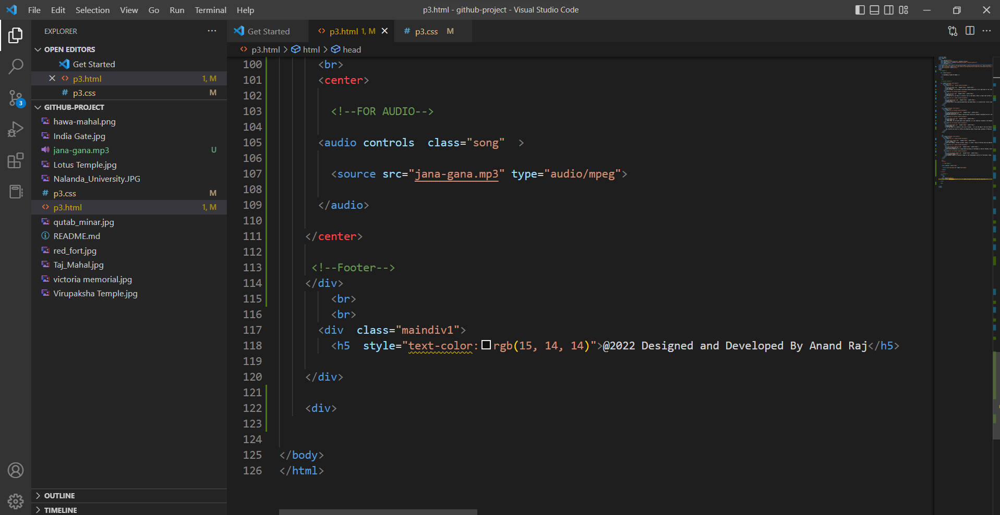 File Edit Selection View Go Run Terminal Help
p3.html - github-project - Visual Studio Code
EXPLORER
OPEN EDITORS
Get Started
p3.html 1, M
p3.css M
GITHUB-PROJECT
hawa-mahal.png
India Gate.jpg
jana-gana.mp3 U
Lotus Temple.jpg
Nalanda_University.JPG
p3.css M
p3.html 1, M
qutab_minar.jpg
README.md
red_fort.jpg
Taj_Mahal.jpg
victoria memorial.jpg
Virupaksha Temple.jpg
OUTLINE
TIMELINE
3
Get Started p3.html 1, M # p3.css M
p3.html > html > head
100 <br>
101 <center>
102
103 <!--FOR AUDIO-->
104
105 <audio controls  class="song"  >
106
107 <source src="jana-gana.mp3" type="audio/mpeg">
108
109 </audio>
110
111 </center>
112
113 <!--Footer-->
114 </div>
115 <br>
116 <br>
117 <div  class="maindiv1">
118 <h5  style="text-color:rgb(15, 14, 14)">@2022 Designed and Developed By Anand Raj</h5>
119
120 </div>
121
122 <div>
123
124
125 </body>
126 </html>